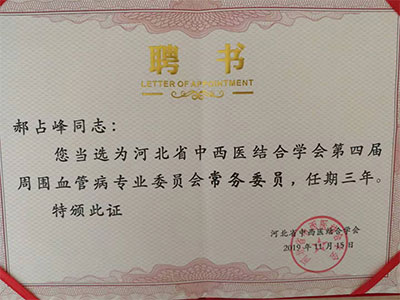 聘书
LETTER OF APPOINTMENT
郝占峰同志：
您当选为河北省中西医结合学会第四届
周围血管病专业委员会常务委员，任期三年。
特颁此证
河北省中西医结合学会
2019年11月15日